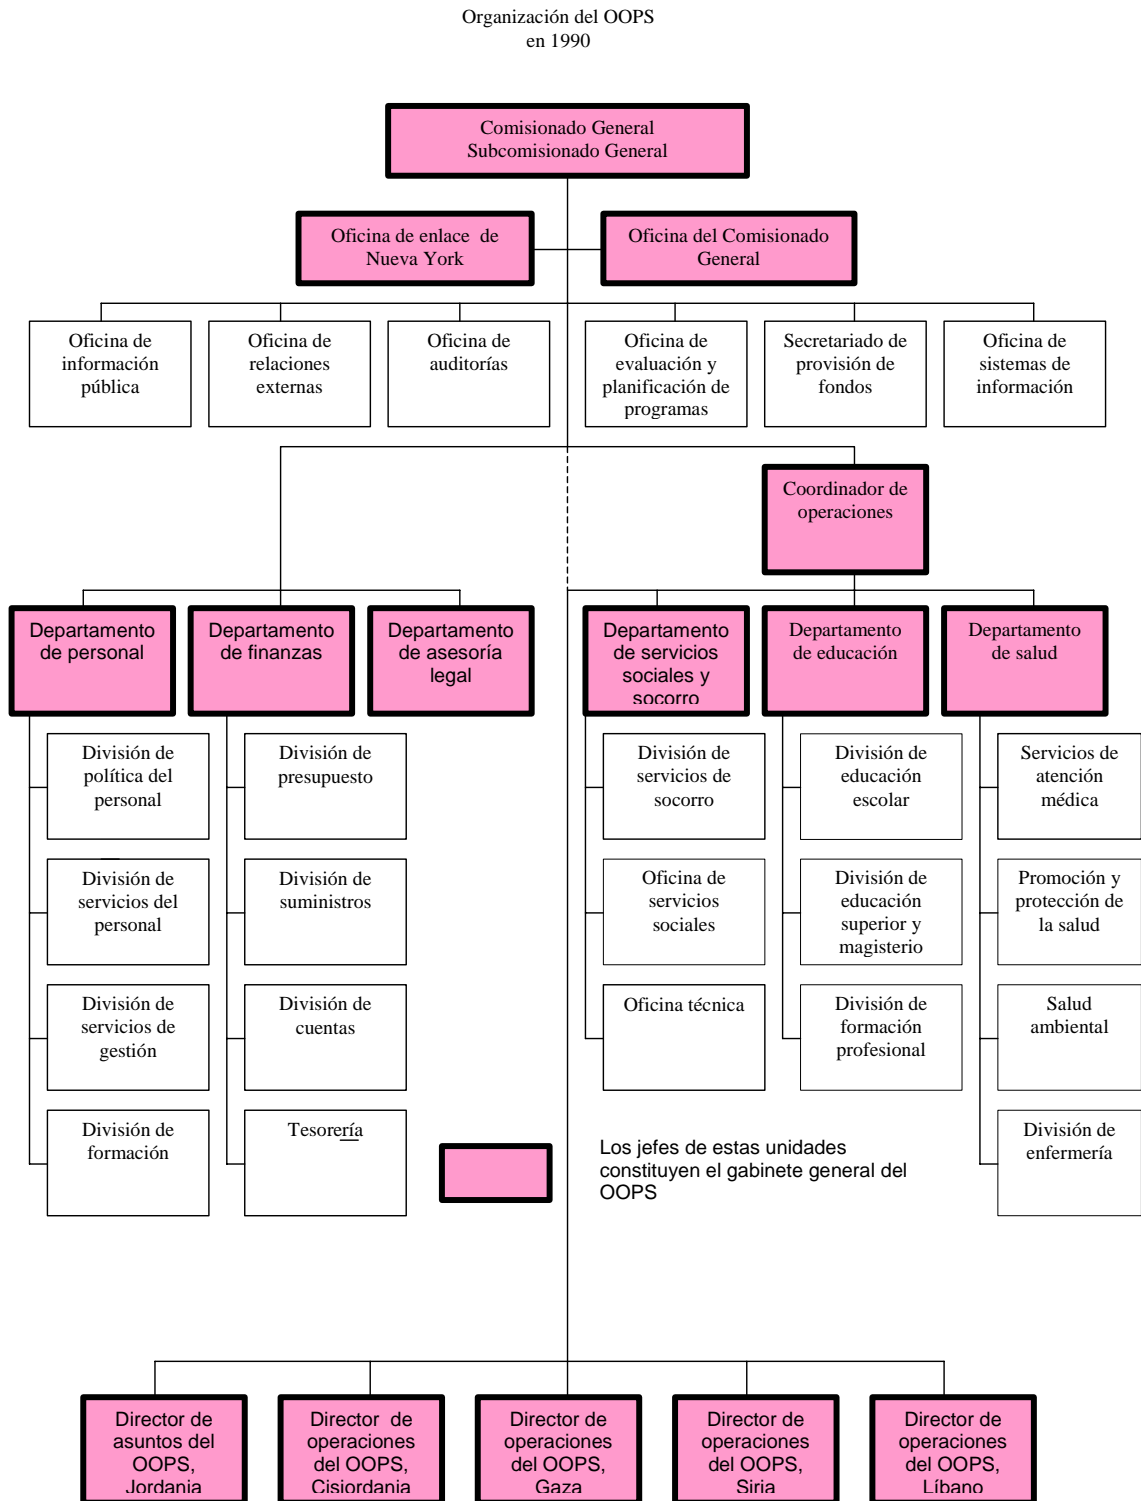 Organización del OOPS
en 1990
Comisionado General
Subcomisionado General
Oficina de enlace de
Nueva York
Oficina del Comisionado
General
Oficina de
información
pública
Oficina de
relaciones
externas
Oficina de
auditorías
Oficina de
evaluación y
planificación de
programas
Secretariado de
provisión de
fondos
Oficina de
sistemas de
información
Coordinador de
operaciones
Departamento
de personal
Departamento
de finanzas
Departamento
de asesoría
legal
Departamento
de servicios
sociales y
socorro
Departamento
de educación
Departamento
de salud
División de
política del
personal
División de
servicios del
personal
División de
servicios de
gestión
División de
formación
División de
presupuesto
División de
suministros
División de
cuentas
Tesorería
División de
servicios de
socorro
Oficina de
servicios
sociales
Oficina técnica
División de
educación
escolar
División de
educación
superior y
magisterio
División de
formación
profesional
Servicios de
atención
médica
Promoción y
protección de
la salud
Salud
ambiental
División de
enfermería
Los jefes de estas unidades
constituyen el gabinete general del
OOPS
Director de
asuntos del
OOPS,
Jordania
Director de
operaciones
del OOPS,
Cisjordania
Director de
operaciones
del OOPS,
Gaza
Director de
operaciones
del OOPS,
Siria
Director de
operaciones
del OOPS,
Líbano